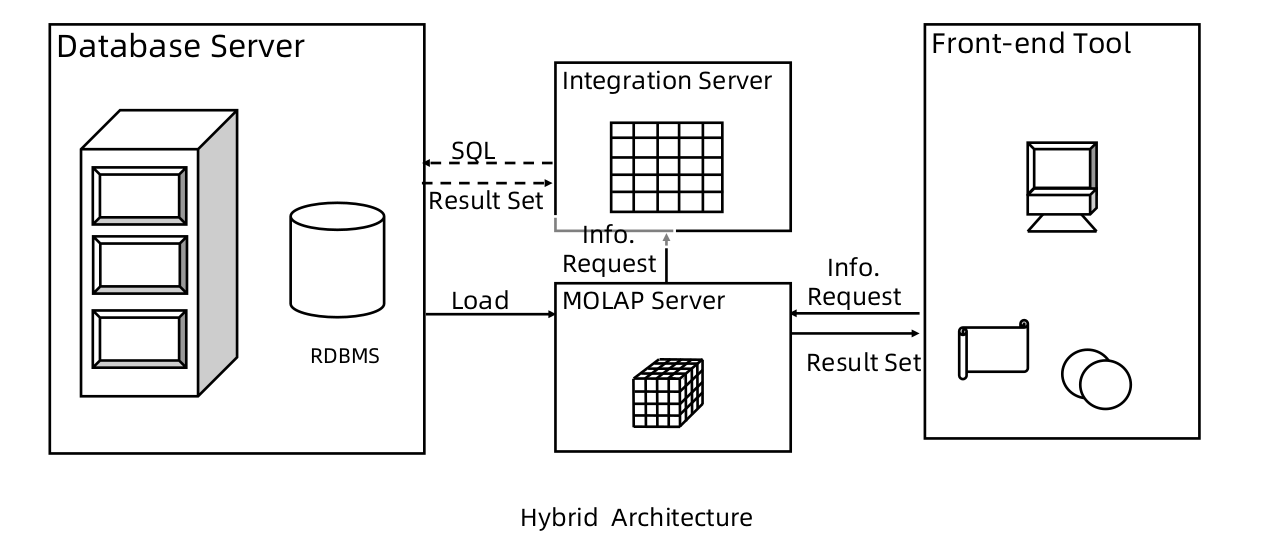 Database Server
Front-end Tool
Integration Server
SQL
Result Set
Info.
Request
Info.
Request
Load
MOLAP Server
RDBMS
Result Set
Hybrid Architecture